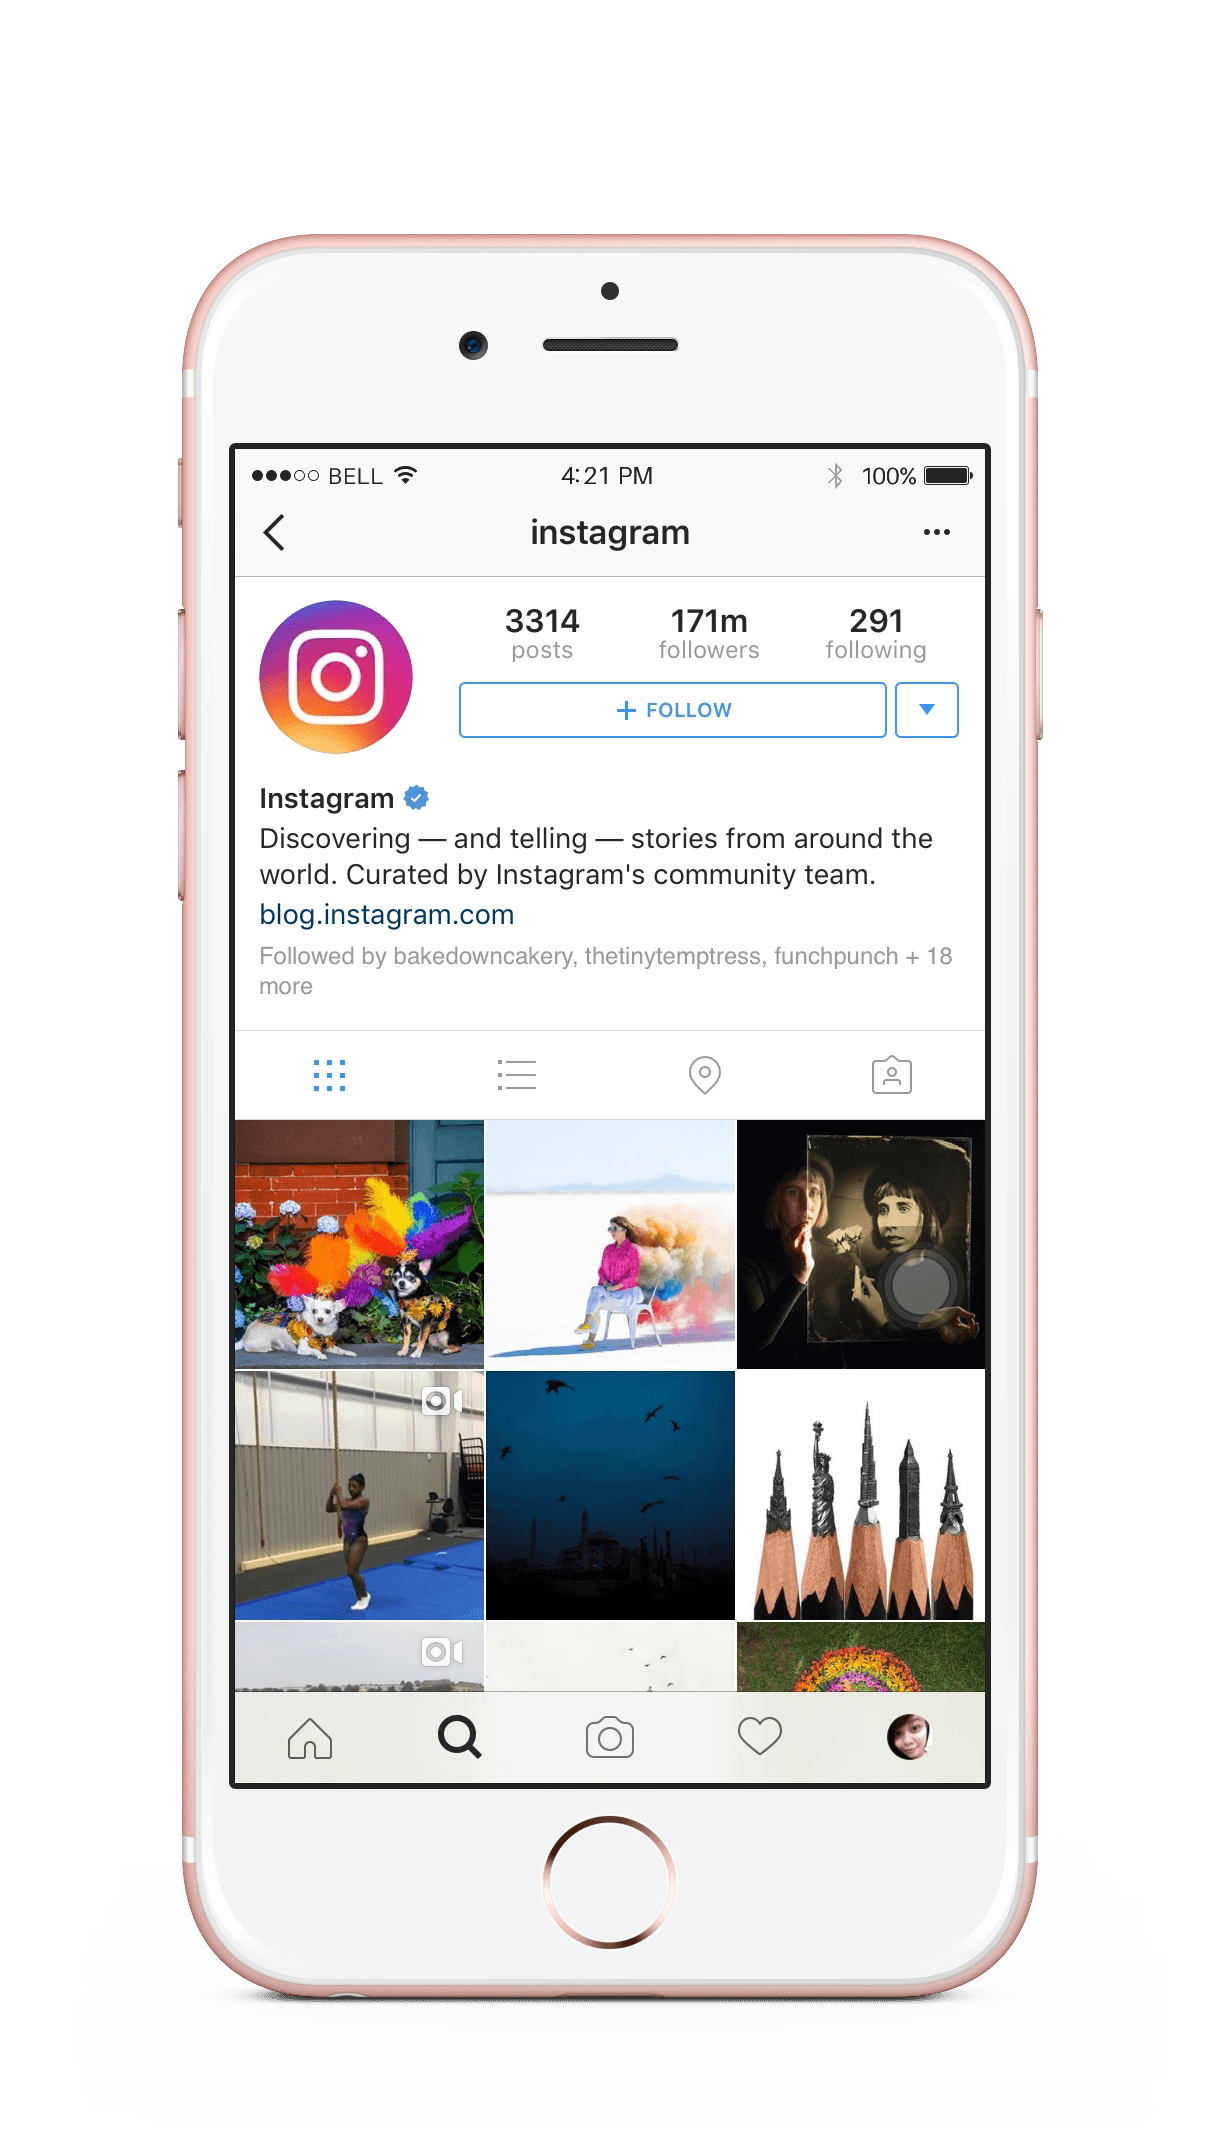 BELL 4:21 PM 100%
instagram
3314 171m 291
posts followers following
+ FOLLOW
Instagram
Discovering — and telling — stories from around the
world. Curated by Instagram's community team.
blog.instagram.com
Followed by bakedowncakery, thetinytemptress, funchpunch + 18
more